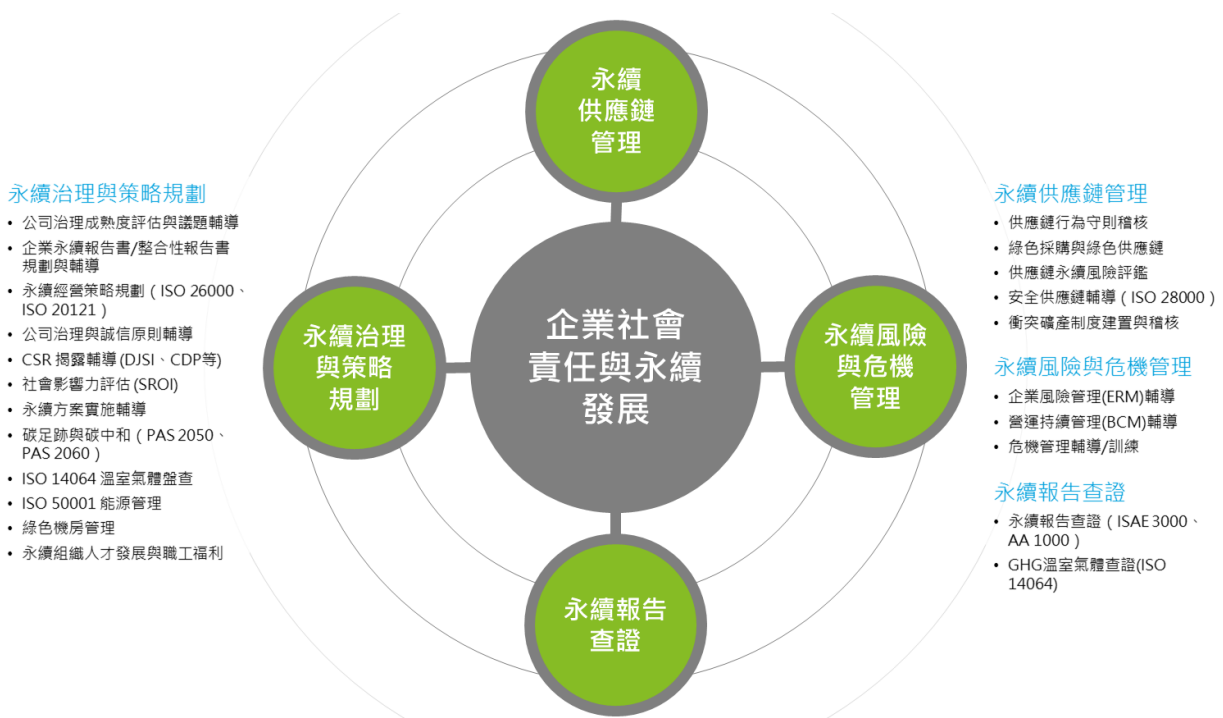 永續
供應鏈
管理
永續治理與策略規劃
• 公司治理成熟度評估與議題輔導
• 企業永續報告書/整合性報告書
規劃與輔導
• 永續經營策略規劃（ISO 26000、
ISO 20121）
• 公司治理與誠信原則輔導
• CSR 揭露輔導(DJSI、CDP等)
• 社會影響力評估(SROI)
• 永續方案實施輔導
• 碳足跡與碳中和（PAS 2050、
PAS 2060）
• ISO 14064 溫室氣體盤查
• ISO 50001 能源管理
• 綠色機房管理
• 永續組織人才發展與職工福利
永續治理
與策略
規劃
企業社會
責任與永續
發展
永續風險
與危機
管理
永續供應鏈管理
• 供應鏈行為守則稽核
• 綠色採購與綠色供應鏈
• 供應鏈永續風險評鑑
• 安全供應鏈輔導（ISO 28000）
• 衝突礦產制度建置與稽核
永續風險與危機管理
• 企業風險管理(ERM)輔導
• 營運持續管理(BCM)輔導
• 危機管理輔導/訓練
永續報告查證
• 永續報告查證（ISAE 3000、
AA 1000）
• GHG溫室氣體查證(ISO
14064)
永續報告
查證